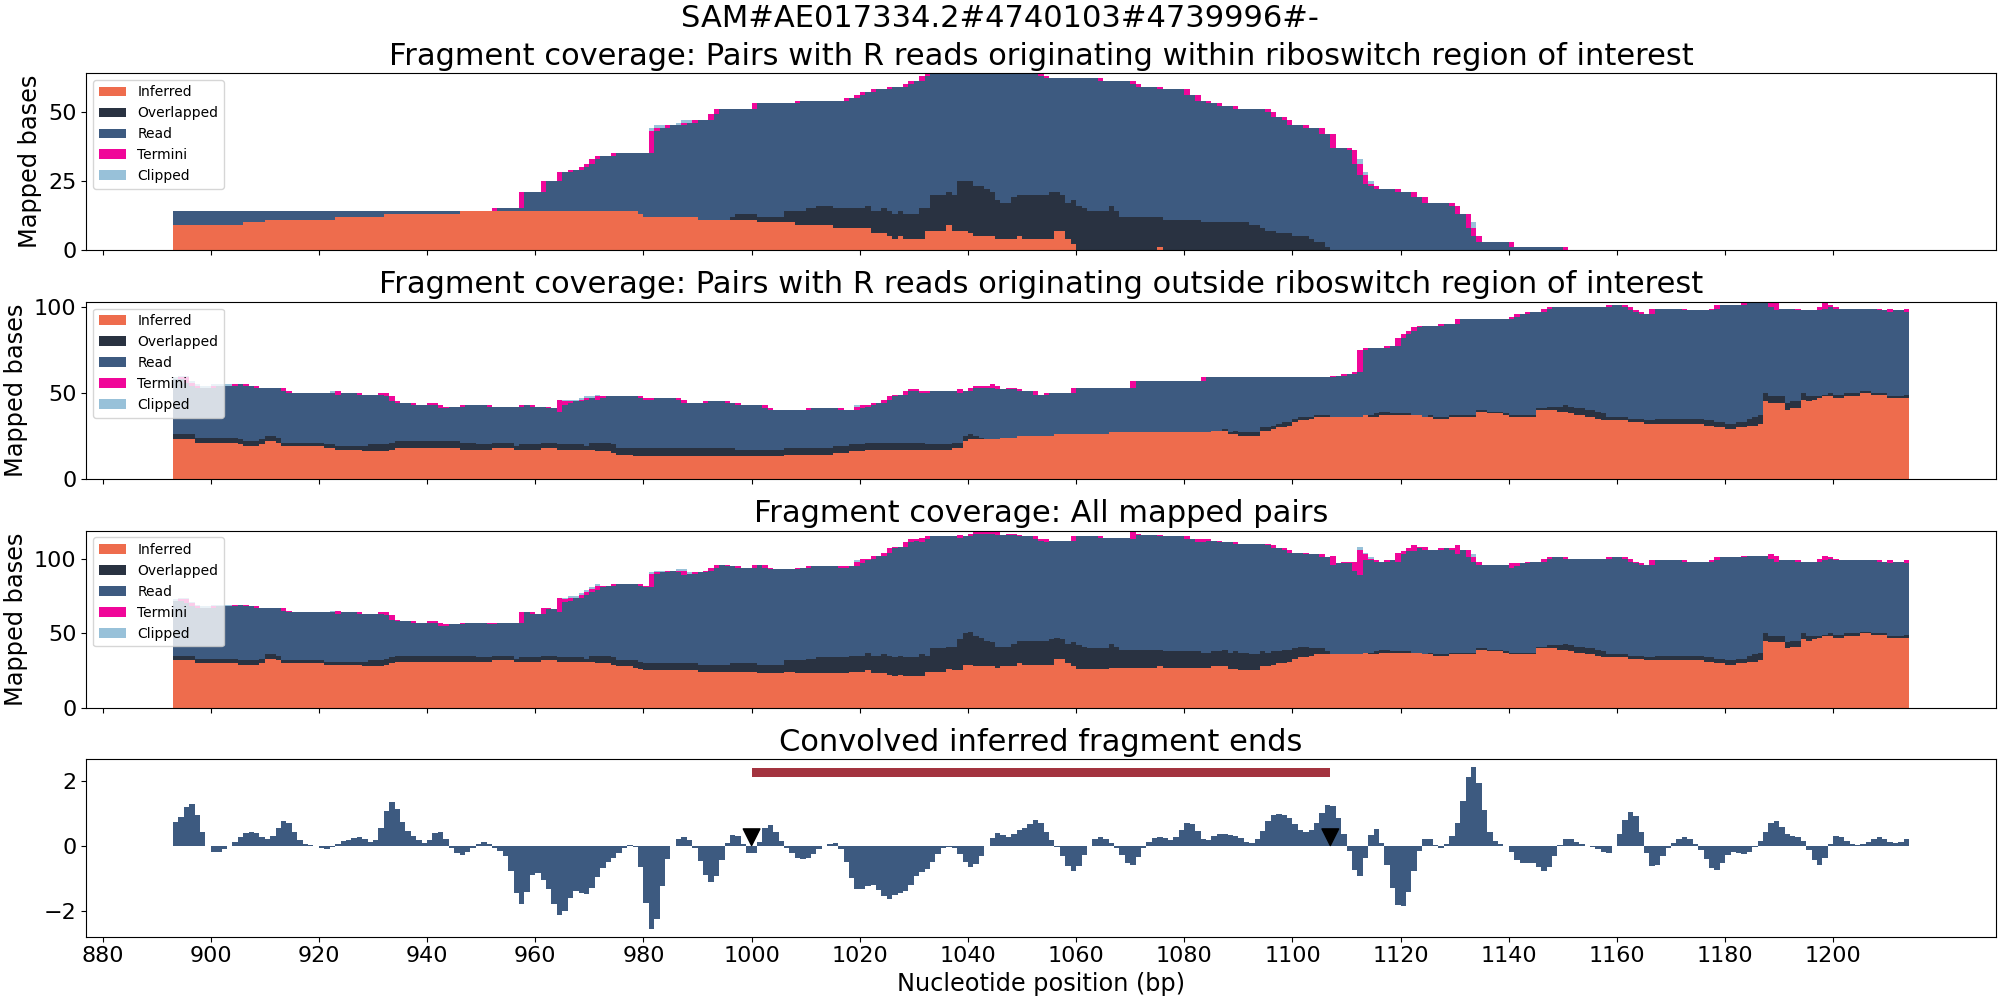 SAM#AE017334.2#4740103#4739996#-
Fragment coverage: Pairs with R reads originating within riboswitch region of interest
Mapped bases
50
25
0
Inferred
Overlapped
Read
Termini
Clipped
Fragment coverage: Pairs with R reads originating outside riboswitch region of interest
Mapped bases
100
50
0
Inferred
Overlapped
Read
Termini
Clipped
Fragment coverage: All mapped pairs
Mapped bases
100
50
0
Inferred
Overlapped
Read
Termini
Clipped
Convolved inferred fragment ends
2
0
−2
880 900 920 940 960 980 1000 1020 1040 1060 1080 1100 1120 1140 1160 1180 1200
Nucleotide position (bp)